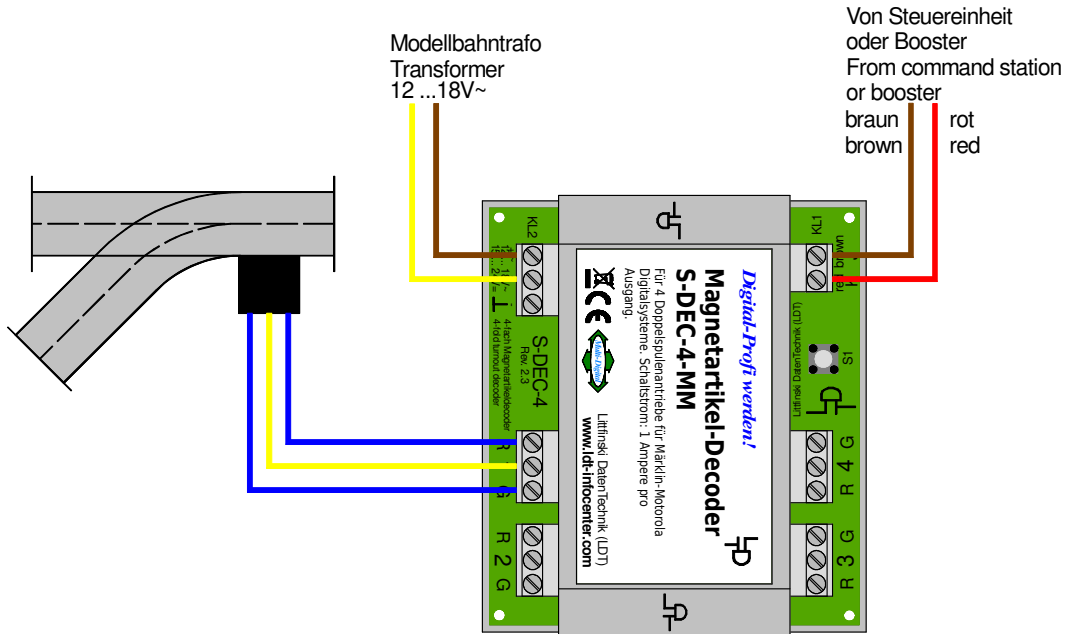 Modellbahntrafo
Transformer
12 ...18V~
Von Steuereinheit
oder Booster
From command station
or booster
braun rot
brown red
KL2
KL1
S1
Littfinski DatenTechnik (LDT)
4-fach Magnetartikeldecoder
4-fold turnout decoder
S-DEC-4
Rev. 2.3
Digital-Profi werden!
Magnetartikel-Decoder
S-DEC-4-MM
Für 4 Doppelspulenantriebe für Märklin-Motorola
Digitalsysteme. Schaltstrom: 1 Ampere pro
Ausgang.
CE
Multi-Digital
Littfinski DatenTechnik (LDT)
www.ldt-infocenter.com
R
G
R 2 G
R 4 G
R 3 G